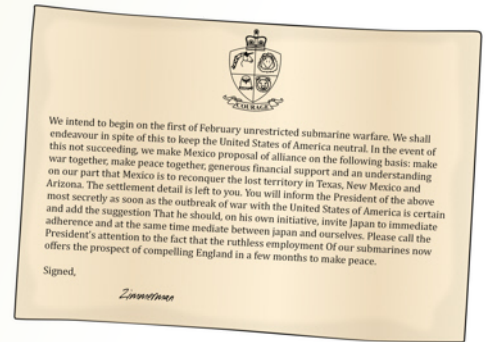 COURAGE
We intend to begin on the first of February unrestricted submarine warfare. We shall
endeavour in spite of this to keep the United States of America neutral. In the event of
this not succeeding, we make Mexico proposal of alliance on the following basis: make
war together, make peace together, generous financial support and an understanding
on our part that Mexico is to reconquer the lost territory in Texas, New Mexico and
Arizona. The settlement detail is left to you. You will inform the President of the above
most secretly as soon as the outbreak of war with the United States of America is certain
and add the suggestion That he should, on his own initiative, invite Japan to immediate
adherence and at the same time mediate between japan and ourselves. Please call the
President's attention to the fact that the ruthless employment Of our submarines now
offers the prospect of compelling England in a few months to make peace.
Signed,
Zimmerman